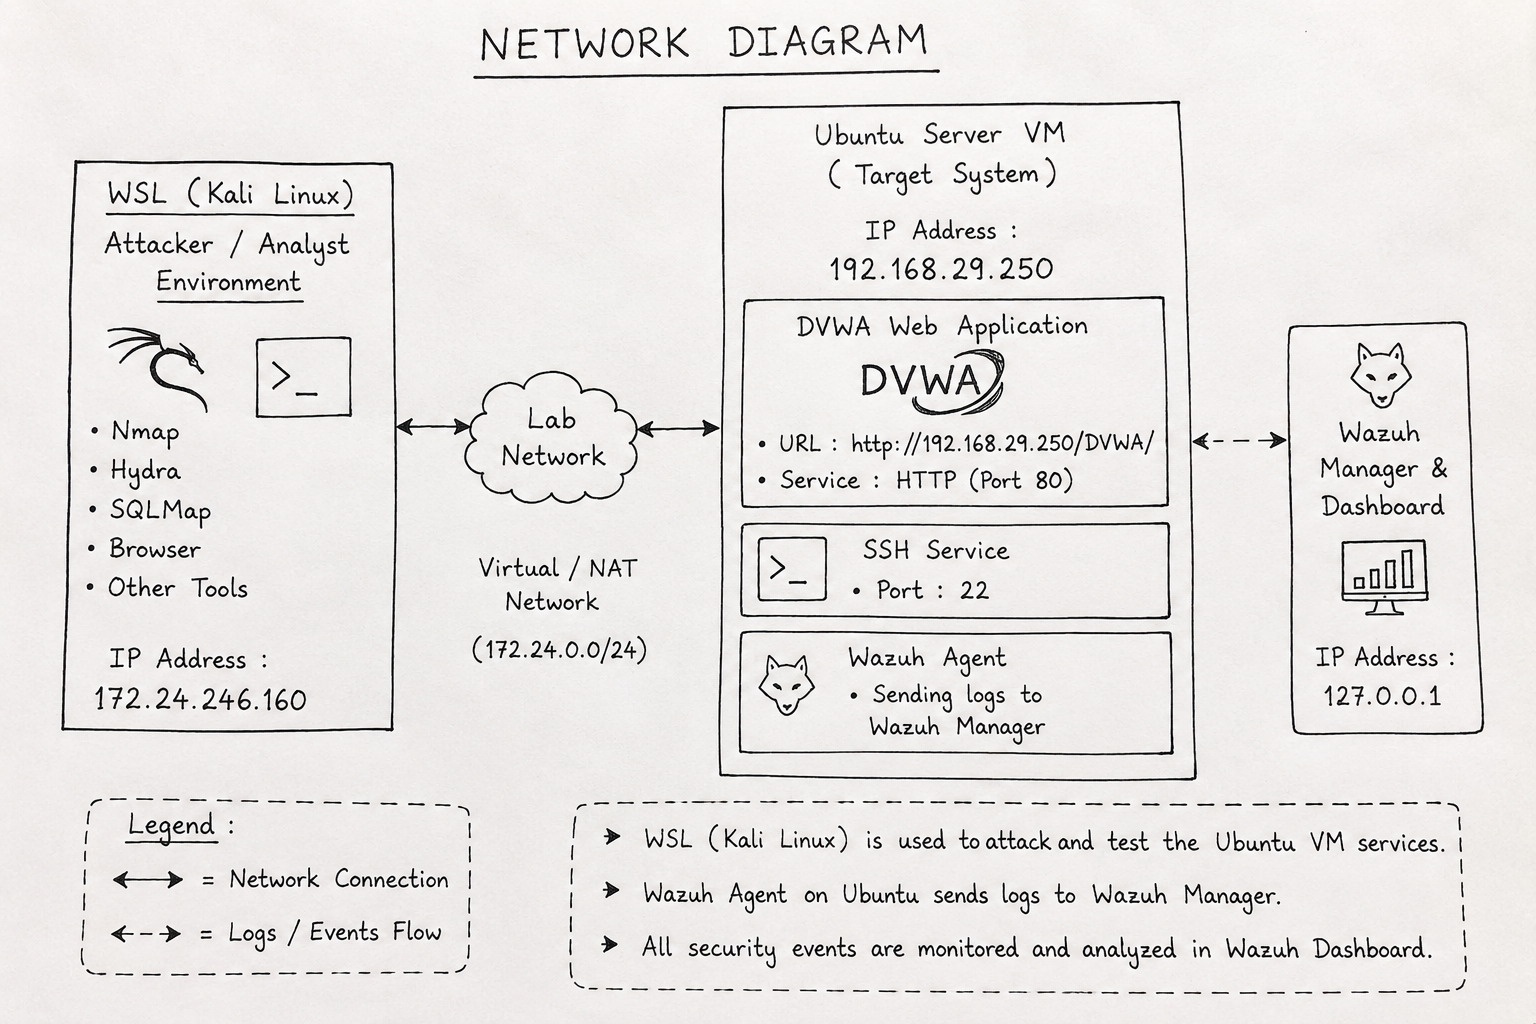 NETWORK DIAGRAM
WSL (Kali Linux)
Attacker / Analyst
Environment
>_
• Nmap
• Hydra
• SQLMap
• Browser
• Other Tools
IP Address :
172.24.246.160
Lab
Network
Virtual / NAT
Network
(172.24.0.0/24)
Ubuntu Server VM
( Target System )
IP Address :
192.168.29.250
DVWA Web Application
DVWA
• URL : http://192.168.29.250/DVWA/
• Service : HTTP (Port 80)
>_
SSH Service
• Port : 22
Wazuh Agent
• Sending logs to
Wazuh Manager
Wazuh
Manager &
Dashboard
IP Address :
127.0.0.1
Legend :
= Network Connection
= Logs / Events Flow
➤ WSL (Kali Linux) is used to attack and test the Ubuntu VM services.
➤ Wazuh Agent on Ubuntu sends logs to Wazuh Manager.
➤ All security events are monitored and analyzed in Wazuh Dashboard.